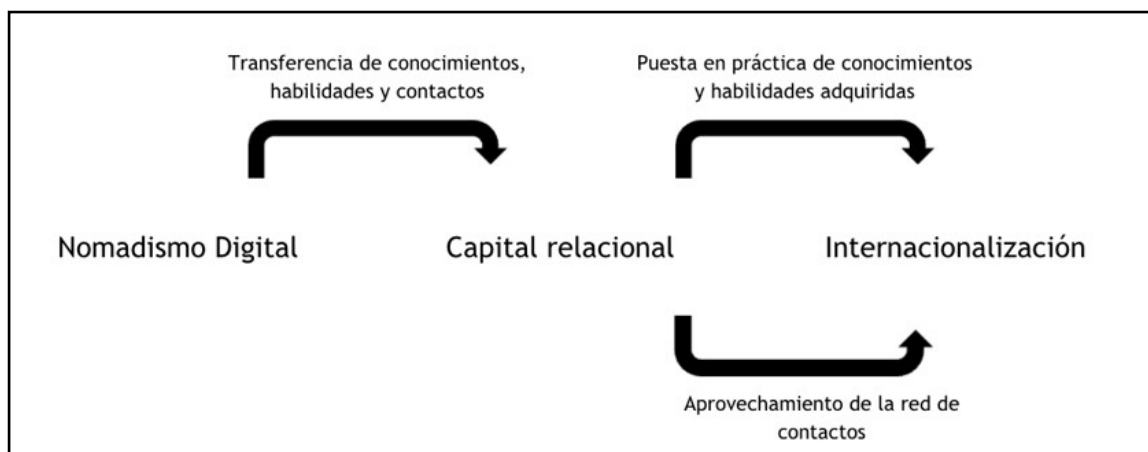 Transferencia de conocimientos,
habilidades y contactos
Puesta en práctica de conocimientos
y habilidades adquiridas
Nomadismo Digital
Capital relacional
Internacionalización
Aprovechamiento de la red de
contactos